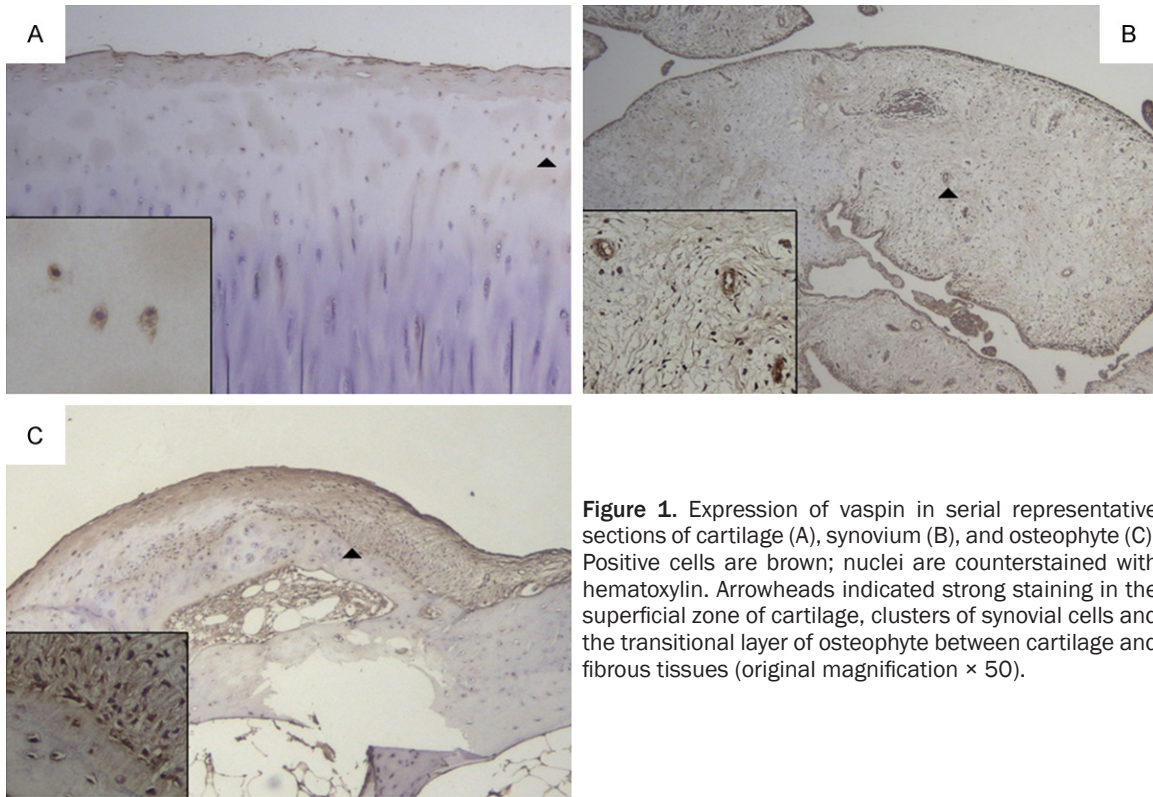 A
B
C
Figure 1. Expression of vaspin in serial representative
sections of cartilage (A), synovium (B), and osteophyte (C).
Positive cells are brown; nuclei are counterstained with
hematoxylin. Arrowheads indicated strong staining in the
superficial zone of cartilage, clusters of synovial cells and
the transitional layer of osteophyte between cartilage and
fibrous tissues (original magnification × 50).